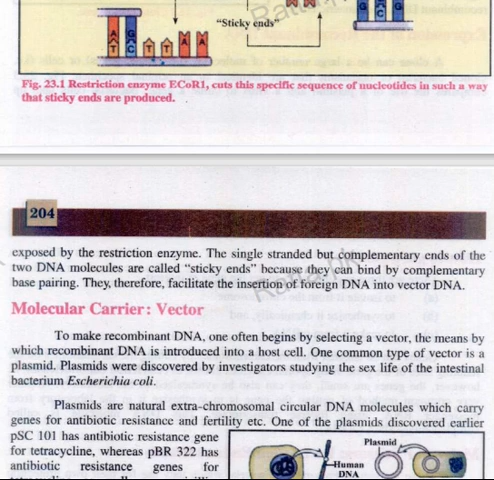 "Sticky ends"
A G T T A A
T C
G G
C C
Fig. 23.1 Restriction enzyme ECoR1, cuts this specific sequence of nucleotides in such a way
that sticky ends are produced.
204
exposed by the restriction enzyme. The single stranded but complementary ends of the
two DNA molecules are called "sticky ends" because they can bind by complementary
base pairing. They, therefore, facilitate the insertion of foreign DNA into vector DNA.
Ratta.pk
Molecular Carrier : Vector
To make recombinant DNA, one often begins by selecting a vector, the means by
which recombinant DNA is introduced into a host cell. One common type of vector is a
plasmid. Plasmids were discovered by investigators studying the sex life of the intestinal
bacterium Escherichia coli.
Plasmids are natural extra-chromosomal circular DNA molecules which carry
genes for antibiotic resistance and fertility etc. One of the plasmids discovered earlier
pSC 101 has antibiotic resistance gene
for tetracycline, whereas pBR 322 has
antibiotic resistance genes for
Plasmid
Human
DNA